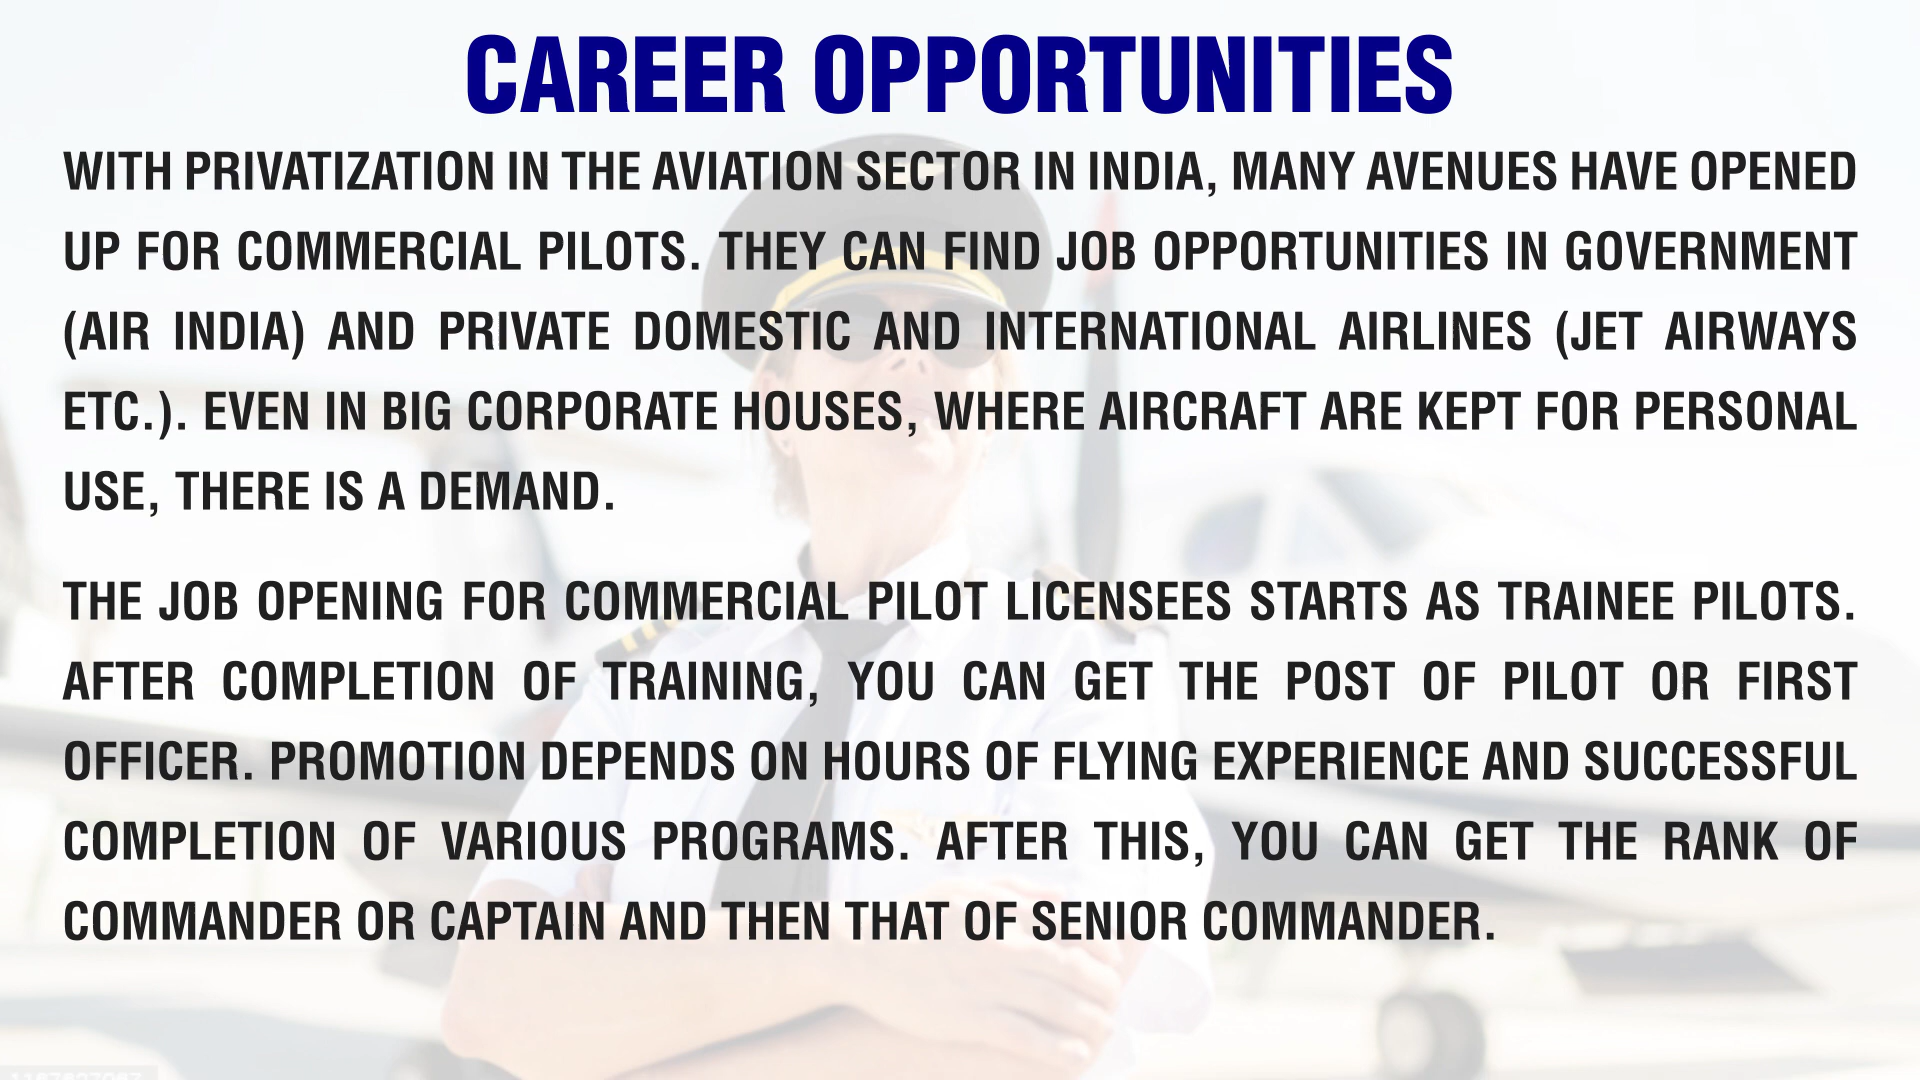 CAREER OPPORTUNITIES
WITH PRIVATIZATION IN THE AVIATION SECTOR IN INDIA, MANY AVENUES HAVE OPENED
UP FOR COMMERCIAL PILOTS. THEY CAN FIND JOB OPPORTUNITIES IN GOVERNMENT
(AIR INDIA) AND PRIVATE DOMESTIC AND INTERNATIONAL AIRLINES (JET AIRWAYS
ETC.). EVEN IN BIG CORPORATE HOUSES, WHERE AIRCRAFT ARE KEPT FOR PERSONAL
USE, THERE IS A DEMAND.
THE JOB OPENING FOR COMMERCIAL PILOT LICENSEES STARTS AS TRAINEE PILOTS.
AFTER COMPLETION OF TRAINING, YOU CAN GET THE POST OF PILOT OR FIRST
OFFICER. PROMOTION DEPENDS ON HOURS OF FLYING EXPERIENCE AND SUCCESSFUL
COMPLETION OF VARIOUS PROGRAMS. AFTER THIS, YOU CAN GET THE RANK OF
COMMANDER OR CAPTAIN AND THEN THAT OF SENIOR COMMANDER.